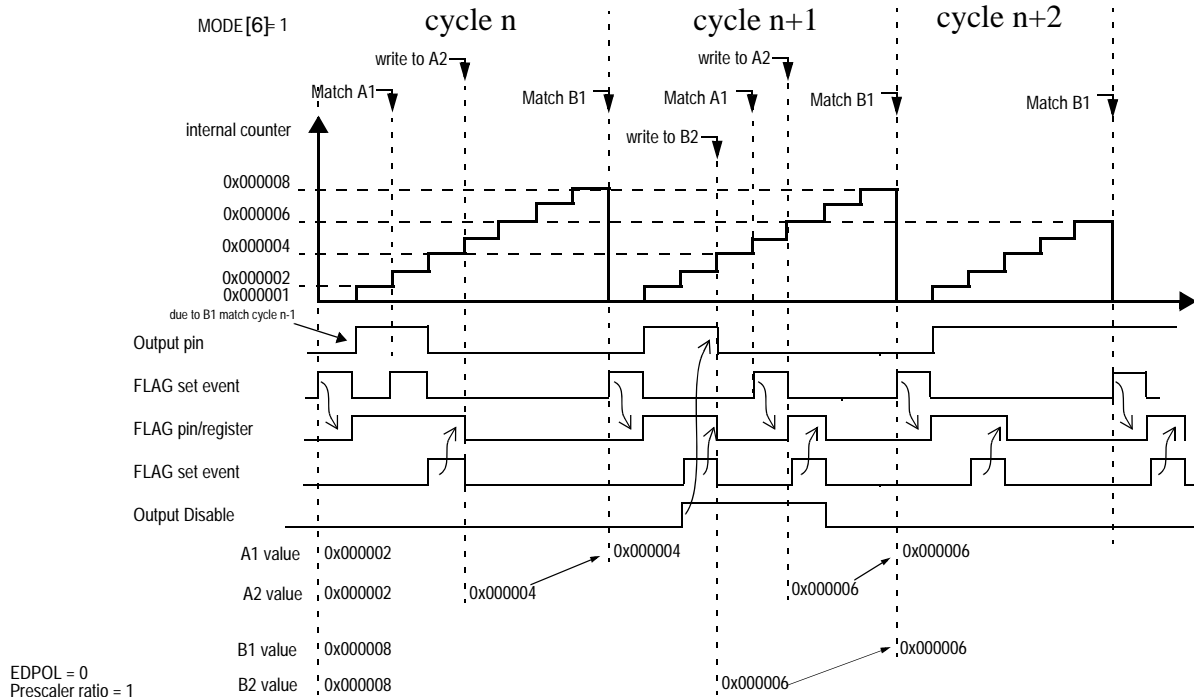 MODE[6]= 1
cycle n
cycle n+1
cycle n+2
write to A2
write to A2
Match A1
Match B1
Match A1
Match B1
Match B1
internal counter
write to B2
0x000008
0x000006
0x000004
0x000002
0x000001
due to B1 match cycle n-1
Output pin
FLAG set event
FLAG pin/register
FLAG set event
Output Disable
A1 value 0x000002 0x000004 0x000006
A2 value 0x000002 0x000004 0x000006
B1 value 0x000008 0x000006
B2 value 0x000008 0x000006
EDPOL = 0
Prescaler ratio = 1